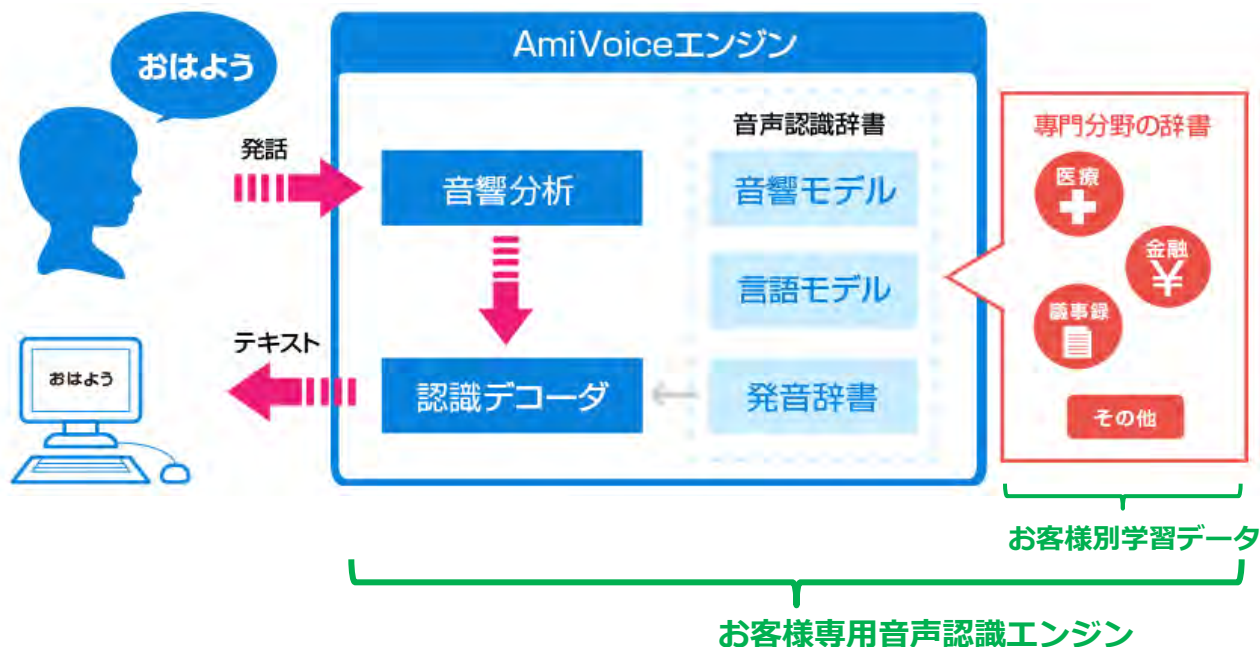 おはよう
AmiVoiceエンジン
発話
音響分析
音声認識辞書
音響モデル
言語モデル
発音辞書
認識デコーダ
テキスト
おはよう
専門分野の辞書
医療
金融
¥
議事録
その他
お客様別学習データ
お客様専用音声認識エンジン